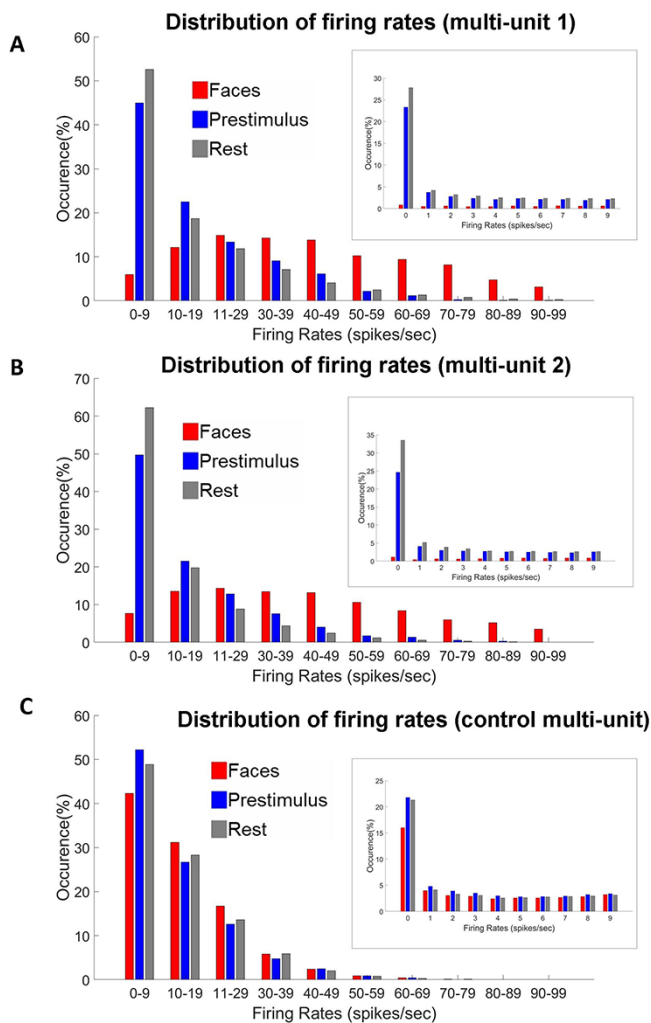 A
Distribution of firing rates (multi-unit 1)
Occurence(%)
60
50
40
30
20
10
0
Faces
Prestimulus
Rest
Occurence(%)
30
25
20
15
10
5
0
0 1 2 3 4 5 6 7 8 9
Firing Rates (spikes/sec)
0-9 10-19 11-29 30-39 40-49 50-59 60-69 70-79 80-89 90-99
Firing Rates (spikes/sec)
B
Distribution of firing rates (multi-unit 2)
Occurence(%)
70
60
50
40
30
20
10
0
Faces
Prestimulus
Rest
Occurence(%)
35
30
25
20
15
10
5
0
0 1 2 3 4 5 6 7 8 9
Firing Rates (spikes/sec)
0-9 10-19 11-29 30-39 40-49 50-59 60-69 70-79 80-89 90-99
Firing Rates (spikes/sec)
C
Distribution of firing rates (control multi-unit)
Occurence(%)
60
50
40
30
20
10
0
Faces
Prestimulus
Rest
Occurence(%)
25
20
15
10
5
0
0 1 2 3 4 5 6 7 8 9
Firing Rates (spikes/sec)
0-9 10-19 11-29 30-39 40-49 50-59 60-69 70-79 80-89 90-99
Firing Rates (spikes/sec)